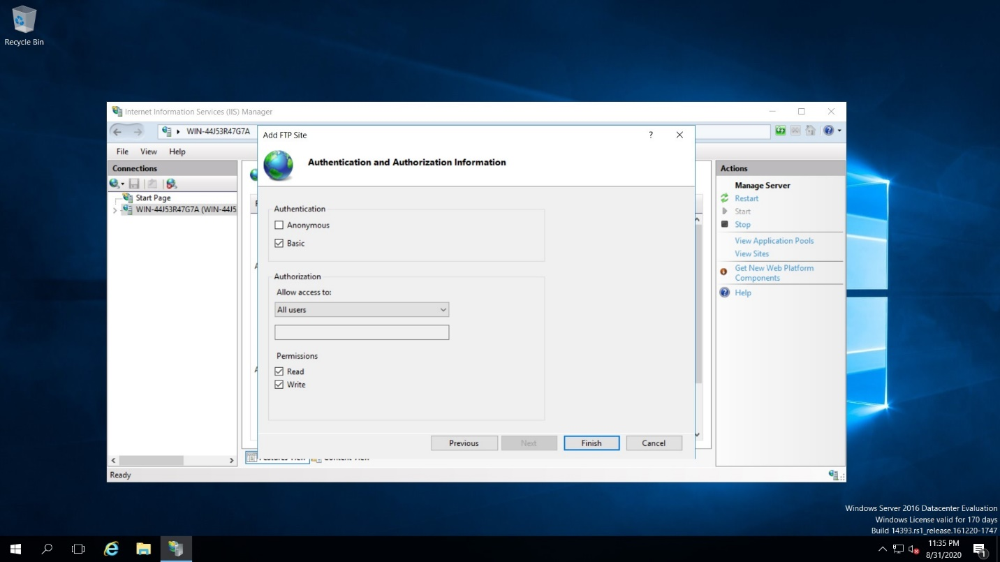 Recycle Bin
Internet Information Services (IIS) Manager
WIN-44J53R47G7A
File View Help
Connections
Start Page
WIN-44J53R47G7A (WIN-44J5
Ready
Add FTP Site
?
Authentication and Authorization Information
Authentication
Anonymous
Basic
Authorization
Allow access to:
All users
Permissions
Read
Write
Previous Next Finish Cancel
Actions
Manage Server
Restart
Start
Stop
View Application Pools
View Sites
Get New Web Platform
Components
Help
Windows Server 2016 Datacenter Evaluation
Windows License valid for 170 days
Build 14393.rs1_release.161220-1747
11:35 PM
8/31/2020
1